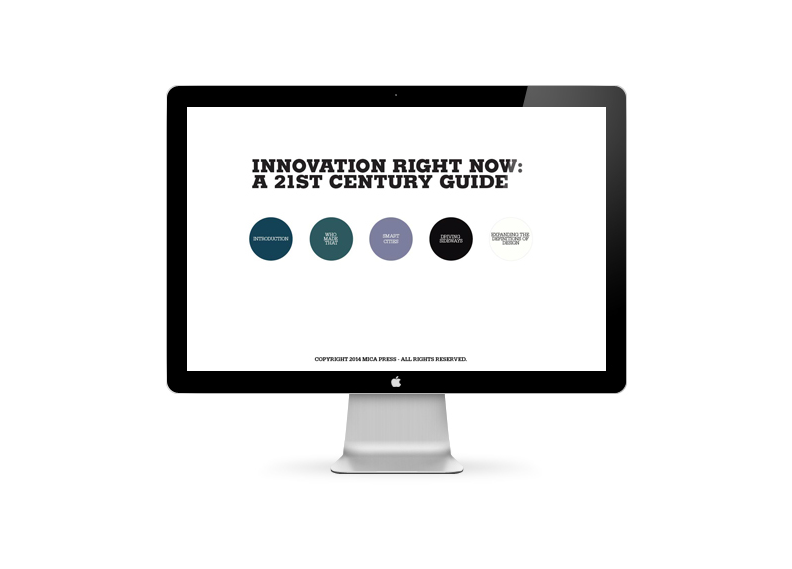 INNOVATION RIGHT NOW:
A 21ST CENTURY GUIDE
INTRODUCTION
WHO
MADE
THAT
SMART
CITIES
DRIVING
SIDEWAYS
EXPANDING THE
DEFINITIONS OF
DESIGN
COPYRIGHT 2014 MICA PRESS - ALL RIGHTS RESERVED.